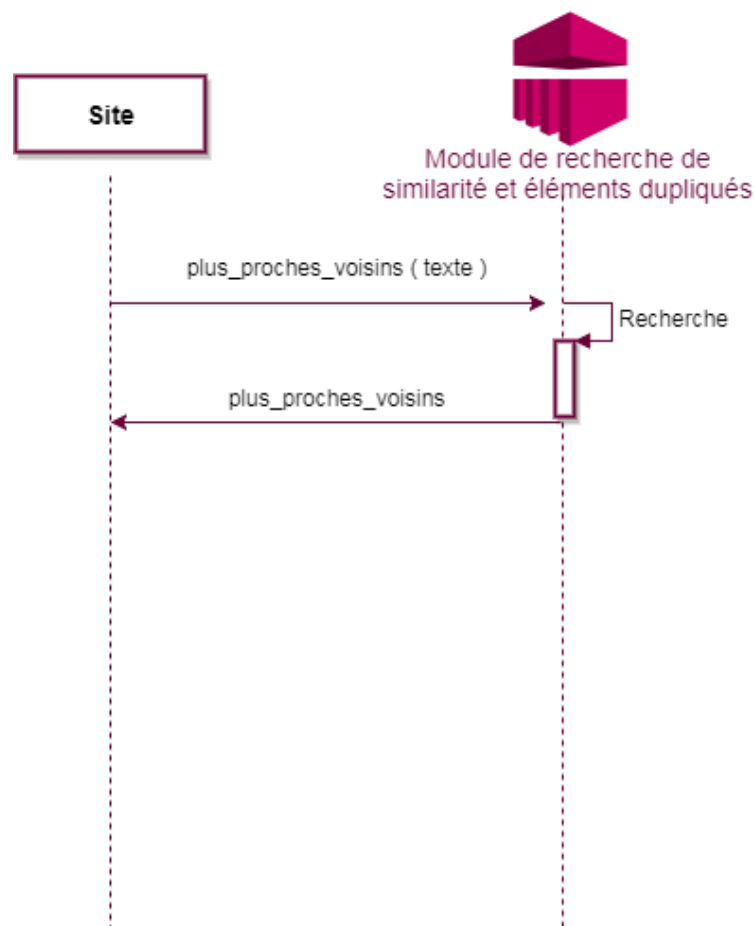 Site
Module de recherche de
similarité et éléments dupliqués
plus_proches_voisins ( texte )
Recherche
plus_proches_voisins